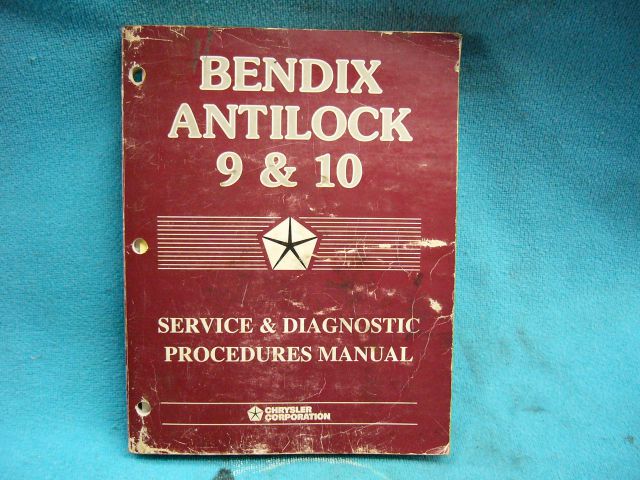 BENDIX
ANTILOCK
9 & 10
SERVICE & DIAGNOSTIC
PROCEDURES MANUAL
CHRYSLER
CORPORATION